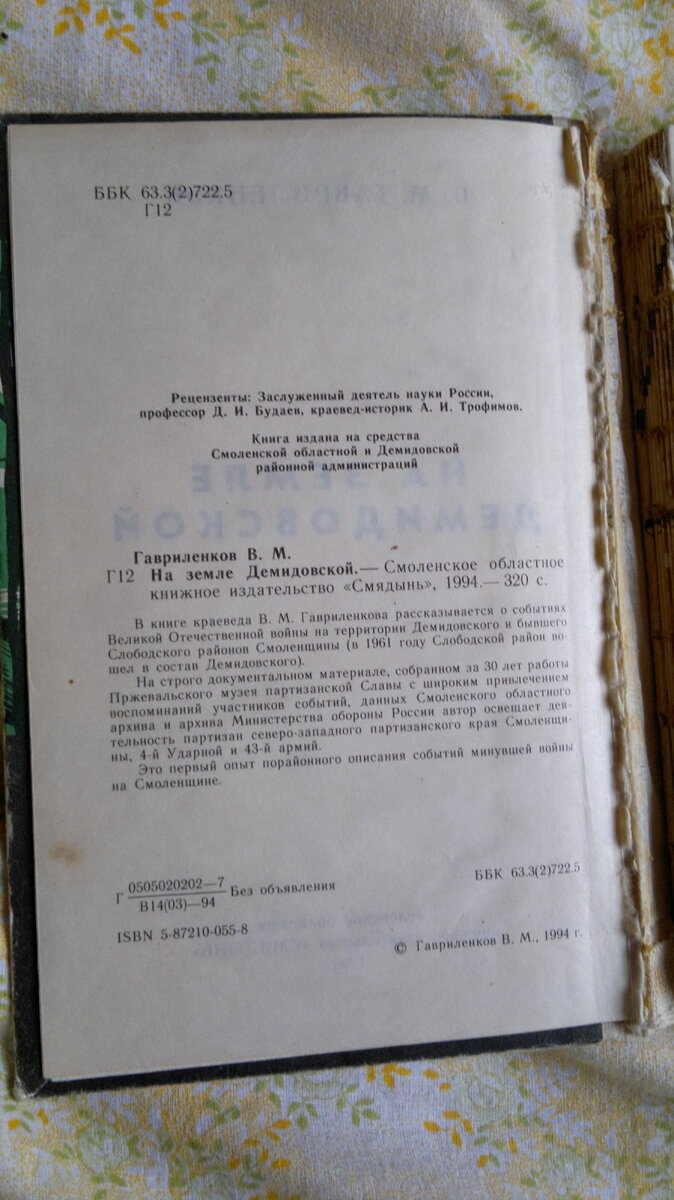 ББК 63.3(2)722.5
Г12
Рецензенты: Заслуженный деятель науки России,
профессор Д. И. Будаев, краевед-историк А. И. Трофимов.
Книга издана на средства
Смоленской областной и Демидовской
районной администраций
Гавриленков В. М.
Г12 На земле Демидовской.— Смоленское областное
книжное издательство «Смядынь», 1994.— 320 с.
В книге краеведа В. М. Гавриленкова рассказывается о событиях
Великой Отечественной войны на территории Демидовского и бывшего
Слободского районов Смоленщины (в 1961 году Слободской район во-
шел в состав Демидовского).
На строго документальном материале, собранном за 30 лет работы
Пржевальского музея партизанской Славы с широким привлечением
воспоминаний участников событий, данных Смоленского областного
архива и архива Министерства обороны России автор освещает дея-
тельность партизан северо-западного партизанского края Смоленщи-
ны, 4-й Ударной и 43-й армий.
Это первый опыт порайонного описания событий минувшей войны
на Смоленщине.
Г 0505020202—7 Без объявления
В14(03)—94
ББК 63.3(2)722.5
ISBN 5-87210-055-8
© Гавриленков В. М., 1994 г.
НА ЗЕМЛЕ
ДЕМИДОВСКОЙ